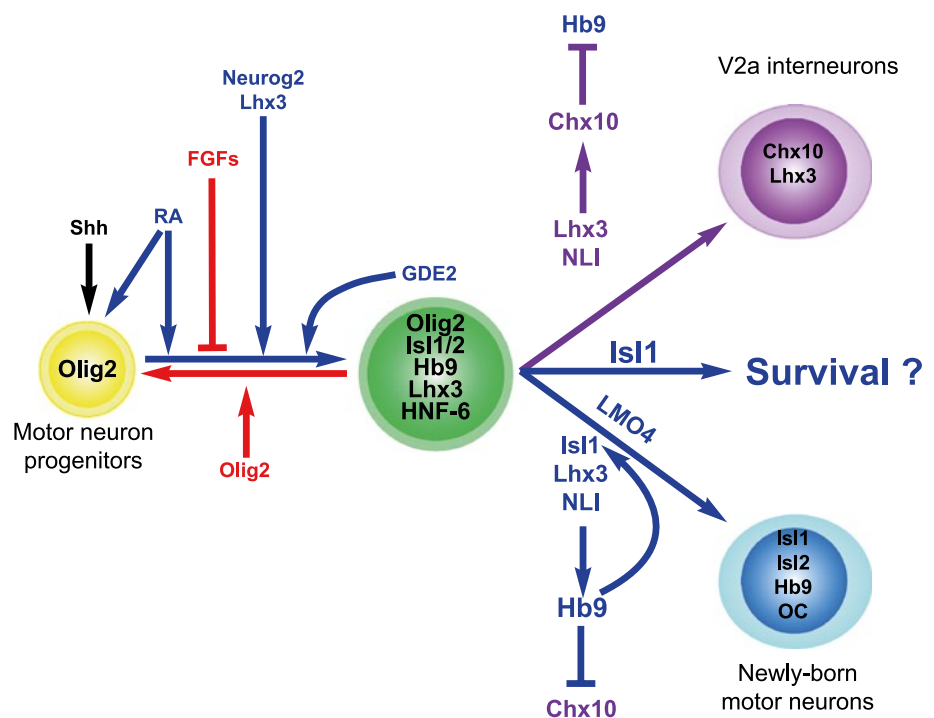 Hb9
V2a interneurons
Neurog2
Lhx3
Chx10
FGFs
Chx10
Lhx3
RA
Shh
Lhx3
NLI
GDE2
Olig2
Olig2
Isl1/2
Hb9
Lhx3
HNF-6
Isl1
Survival ?
Motor neuron
progenitors
Olig2
LMO4
Isl1
Lhx3
NLI
Isl1
Isl2
Hb9
OC
Hb9
Newly-born
motor neurons
Chx10